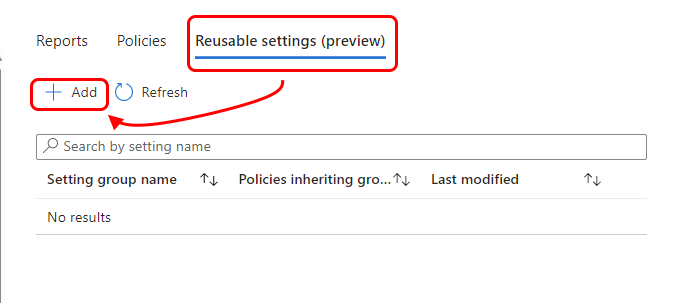 Reports Policies Reusable settings (preview)
Add Refresh
Search by setting name
Setting group name Policies inheriting gro... Last modified
No results